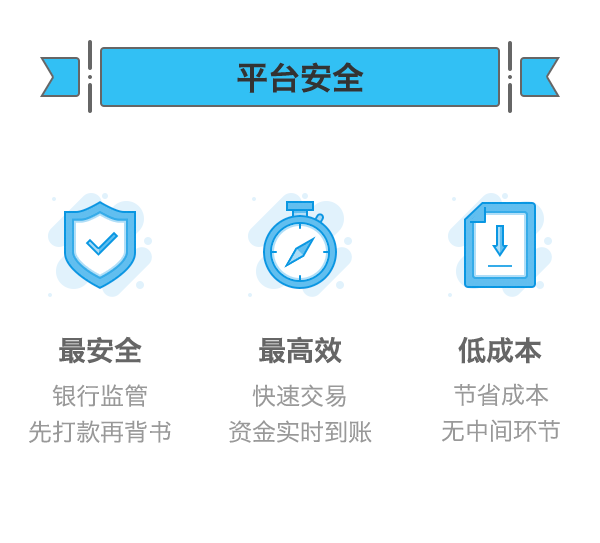 平台安全
最安全
银行监管
先打款再背书
最高效
快速交易
资金实时到账
低成本
节省成本
无中间环节